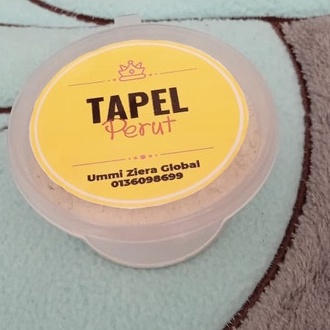 TAPEL
Perut
Ummi Ziera Global
0136098699